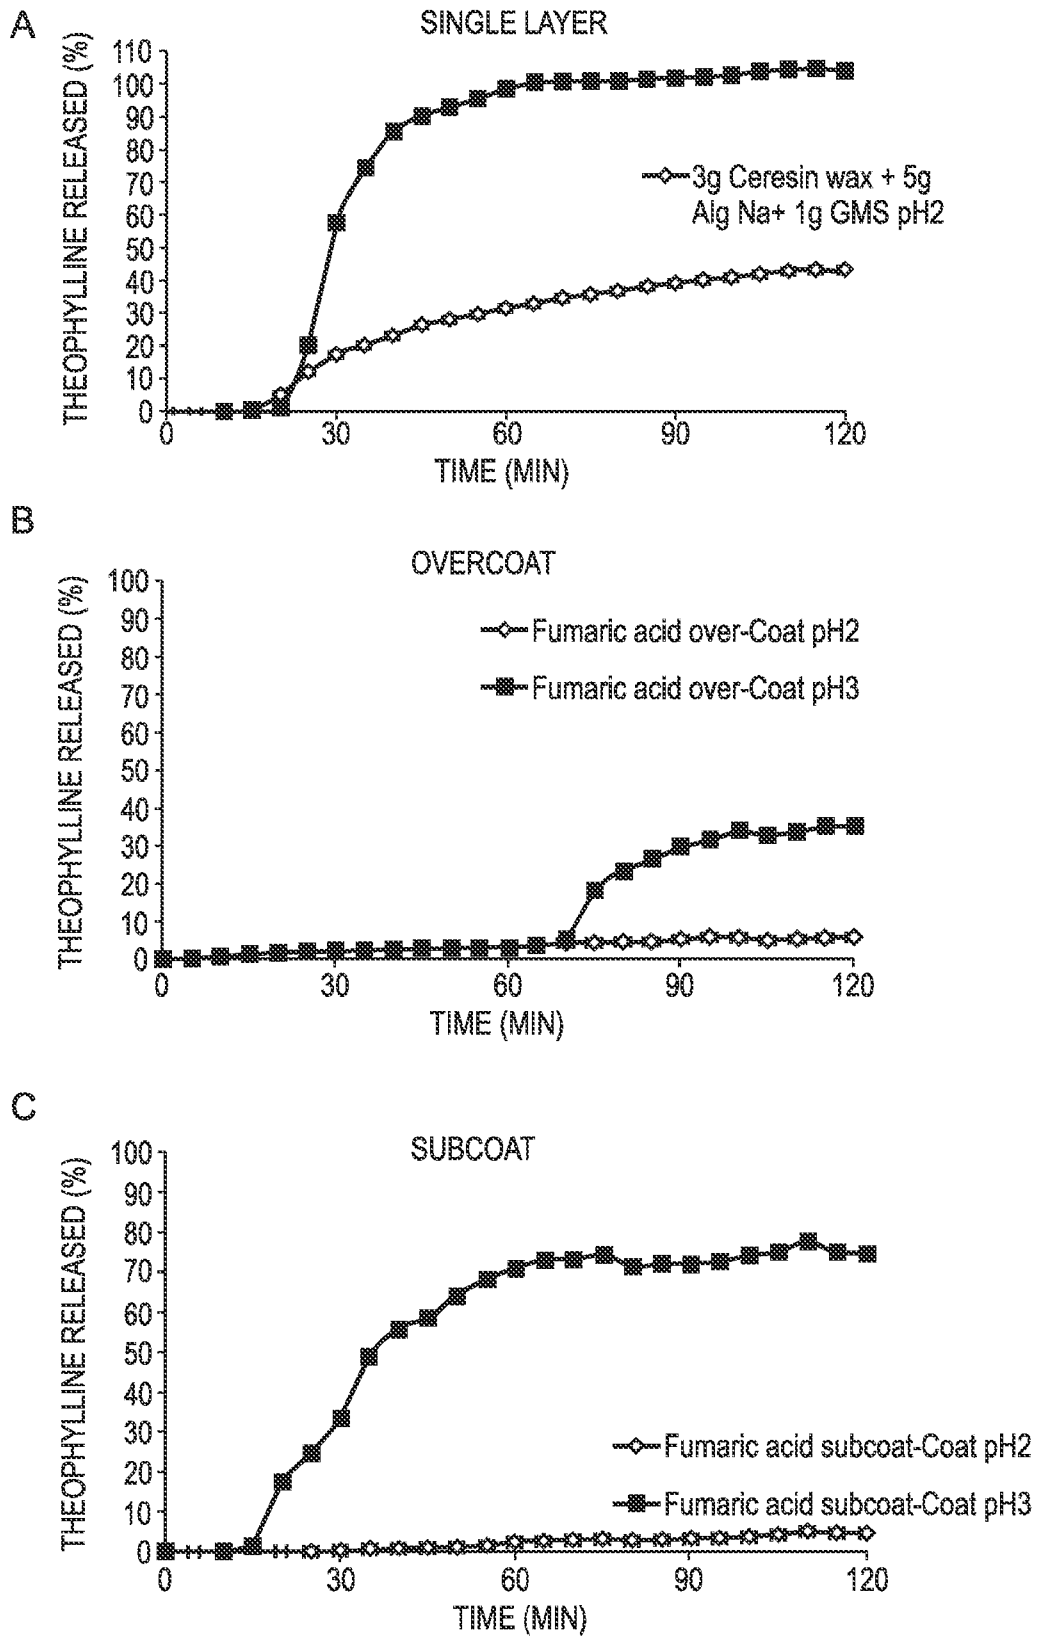 A
SINGLE LAYER
THEOPHYLLINE RELEASED (%)
110
100
90
80
70
60
50
40
30
20
10
0
3g Ceresin wax + 5g
Alg Na+ 1g GMS pH2
0 30 60 90 120
TIME (MIN)
B
OVERCOAT
THEOPHYLLINE RELEASED (%)
100
90
80
70
60
50
40
30
20
10
0
Fumaric acid over-Coat pH2
Fumaric acid over-Coat pH3
0 30 60 90 120
TIME (MIN)
C
SUBCOAT
THEOPHYLLINE RELEASED (%)
100
90
80
70
60
50
40
30
20
10
0
Fumaric acid subcoat-Coat pH2
Fumaric acid subcoat-Coat pH3
0 30 60 90 120
TIME (MIN)